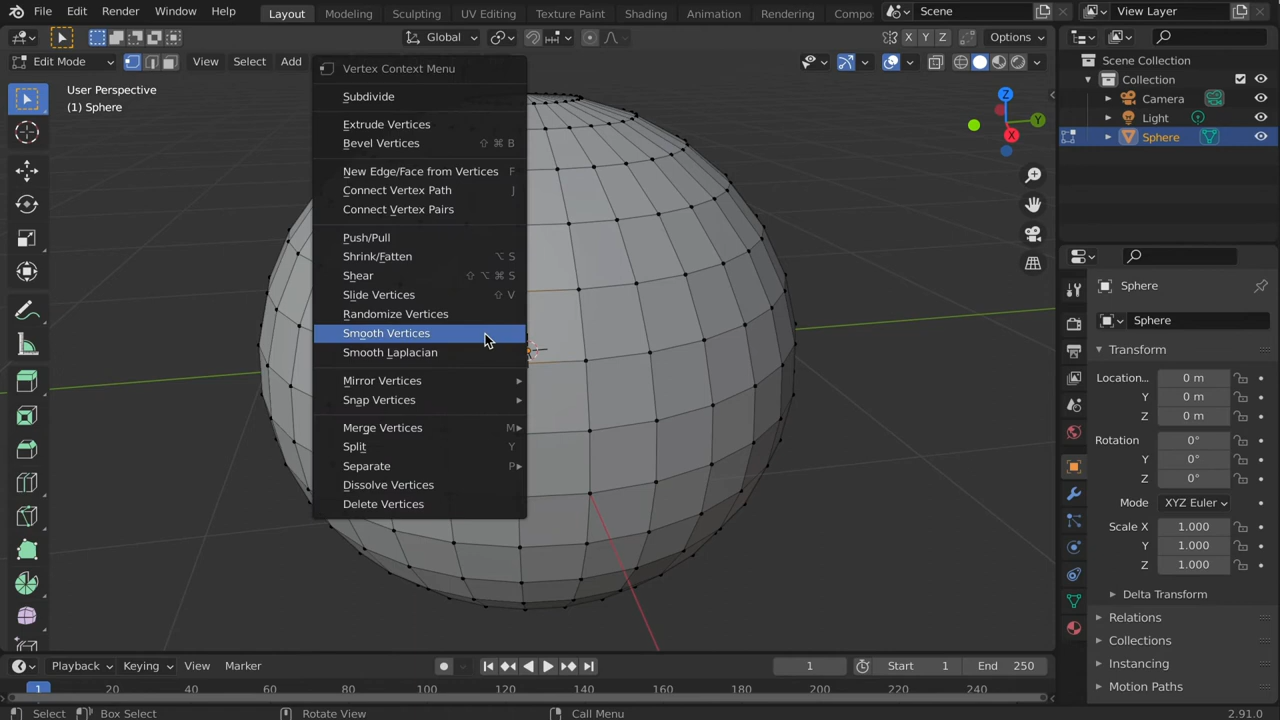 File Edit Render Window Help Layout Modeling Sculpting UV Editing Texture Paint Shading Animation Rendering Compo Scene View Layer
Global X Y Z Options
Edit Mode View Select Add
User Perspective
(1) Sphere
Vertex Context Menu
Subdivide
Extrude Vertices
Bevel Vertices ⇧ ⌘ B
New Edge/Face from Vertices F
Connect Vertex Path J
Connect Vertex Pairs
Push/Pull
Shrink/Fatten ⌥ S
Shear ⇧ ⌥ ⌘ S
Slide Vertices ⇧ V
Randomize Vertices
Smooth Vertices
Smooth Laplacian
Mirror Vertices
Snap Vertices
Merge Vertices M
Split Y
Separate P
Dissolve Vertices
Delete Vertices
Z
Y
X
Scene Collection
Collection
Camera
Light
Sphere
Sphere
Sphere
Transform
Location... 0 m
Y 0 m
Z 0 m
Rotation 0°
Y 0°
Z 0°
Mode XYZ Euler
Scale X 1.000
Y 1.000
Z 1.000
Delta Transform
Relations
Collections
Instancing
Motion Paths
Playback Keying View Marker 1 Start 1 End 250
1 20 40 60 80 100 120 140 160 180 200 220 240
Select Box Select Rotate View Call Menu 2.91.0